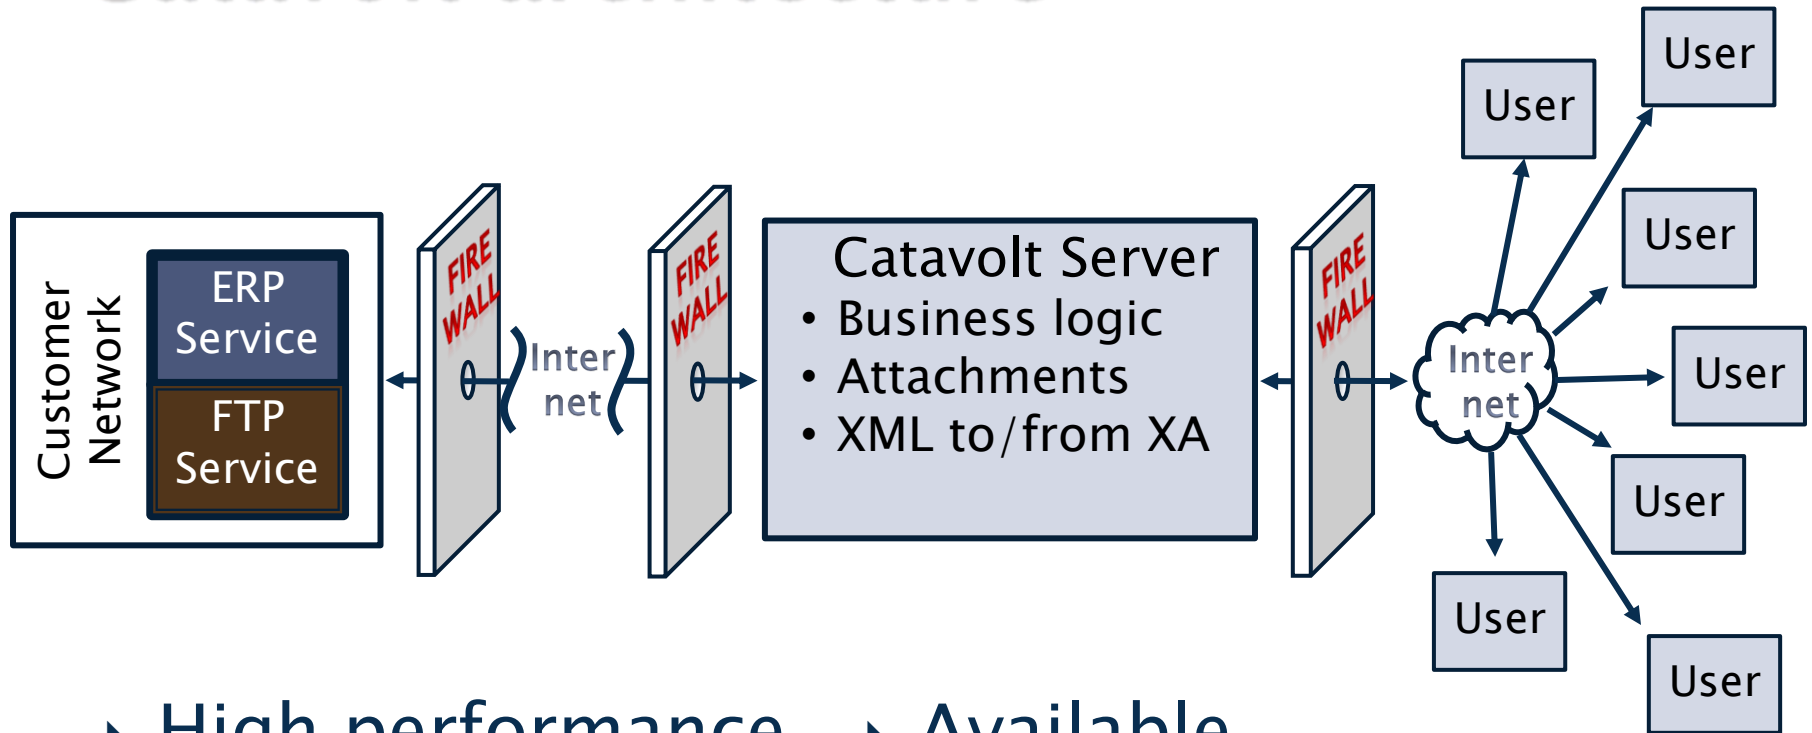 Customer
Network
ERP
Service
FTP
Service
FIRE
WALL
Inter
net
FIRE
WALL
Catavolt Server
• Business logic
• Attachments
• XML to/from XA
FIRE
WALL
Inter
net
User
User
User
User
User
User
User
High performance
Available